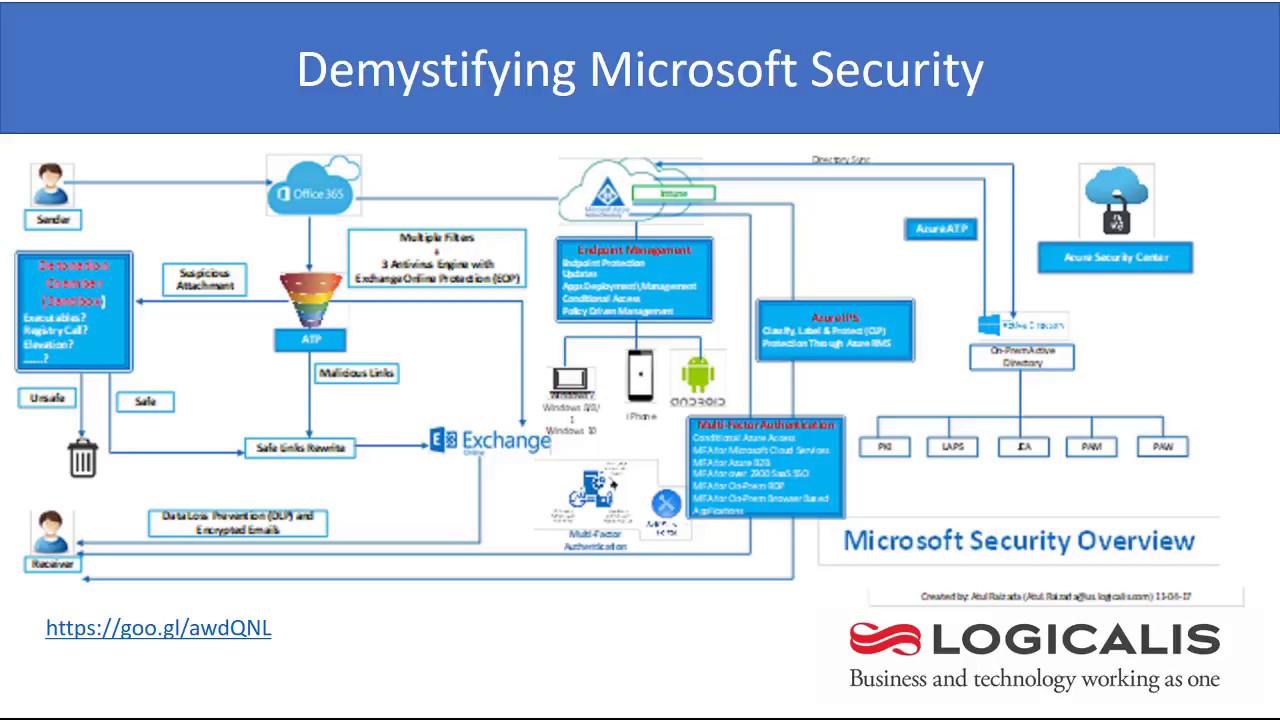 Demystifying Microsoft Security
Directory Sync
Office 365
Intune
Sender
Azure ATP
Multiple Filters
+
3 Antivirus Engine with
Exchange Online Protection (EOP)
Endpoint Management
Endpoint Protection
Updates
Apps Deployment\Management
Conditional Access
Policy Driven Management
Azure Security Center
Detonation
Chamber
(Sandbox)
Executables?
Registry Call?
Elevation?
......?
Suspicious
Attachment
Azure IPS
Classify, Label & Protect (CLP)
Protection Through Azure RMS
Active Directory
ATP
On-Prem Active
Directory
Malicious Links
Unsafe
Safe
Windows 8/8/
1
Windows 10
iPhone
ANDROID
Safe Links Rewrite
Exchange
Online
Multi-Factor Authentication
Conditional Azure Access
MFA for Microsoft Cloud Services
MFA for Azure B2B
MFA for over 2900 SaaS SSO
MFA for On-Prem RDP
MFA for On-Prem Browser Based
Applications
PKI
LAPS
JEA
PAM
PAW
Data Loss Prevention (DLP) and
Encrypted Emails
Multi-Factor
Authentication
Receiver
Microsoft Security Overview
Created by: Atul Raizada (Atul.Raizada@us.logicalis.com) 11-04-17
https://goo.gl/awdQNL
LOGICALIS
Business and technology working as one